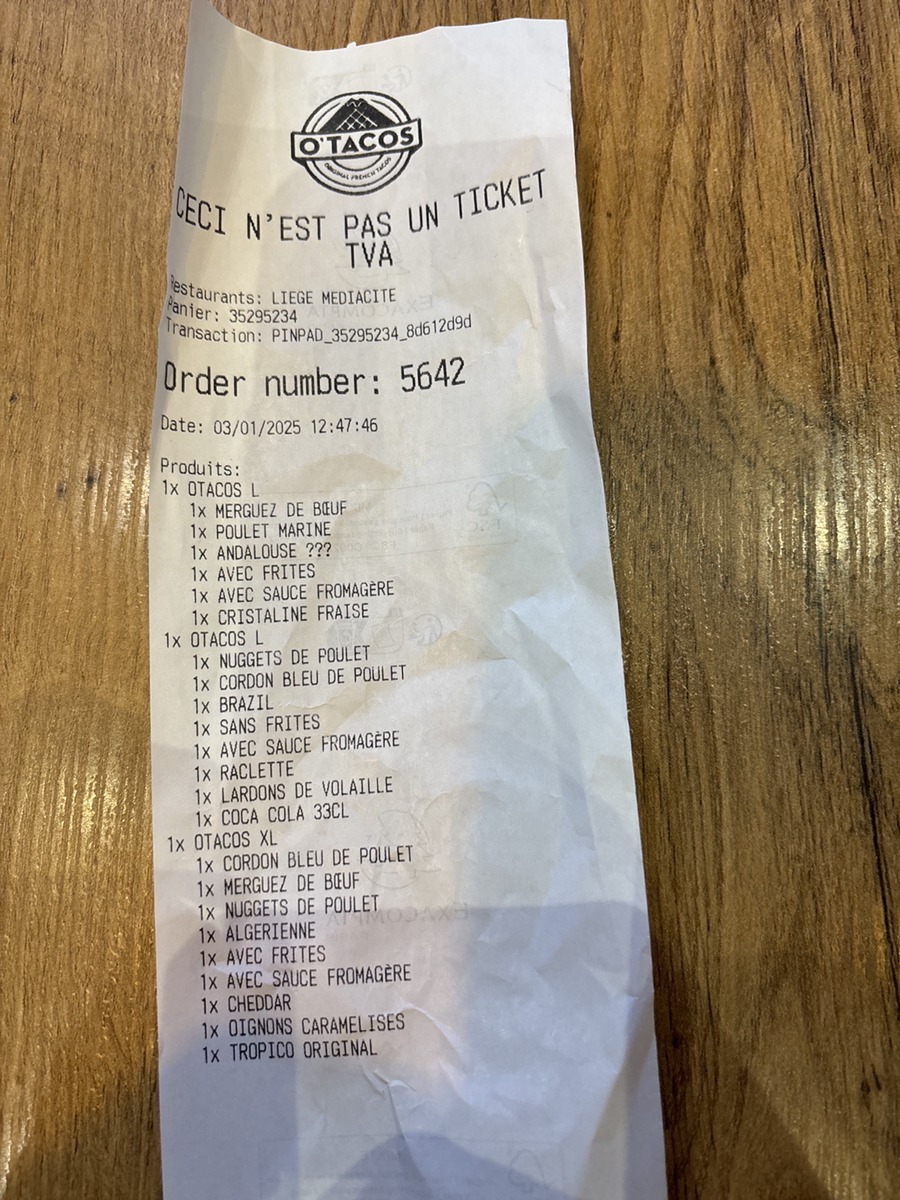 O'TACOS
ORIGINAL FRENCH TACOS
CECI N'EST PAS UN TICKET
TVA
Restaurants: LIEGE MEDIACITE
Panier: 35295234
Transaction: PINPAD_35295234_8d612d9d
Order number: 5642
Date: 03/01/2025 12:47:46
Produits:
1x OTACOS L
1x MERGUEZ DE BŒUF
1x POULET MARINE
1x ANDALOUSE ???
1x AVEC FRITES
1x AVEC SAUCE FROMAGÈRE
1x CRISTALINE FRAISE
1x OTACOS L
1x NUGGETS DE POULET
1x CORDON BLEU DE POULET
1x BRAZIL
1x SANS FRITES
1x AVEC SAUCE FROMAGÈRE
1x RACLETTE
1x LARDONS DE VOLAILLE
1x COCA COLA 33CL
1x OTACOS XL
1x CORDON BLEU DE POULET
1x MERGUEZ DE BŒUF
1x NUGGETS DE POULET
1x ALGERIENNE
1x AVEC FRITES
1x AVEC SAUCE FROMAGÈRE
1x CHEDDAR
1x OIGNONS CARAMELISES
1x TROPICO ORIGINAL
EXACOMPTA
EXACOMPTA